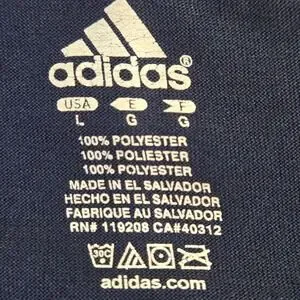 adidas®
USA E F
L G G
100% POLYESTER
100% POLIESTER
100% POLYESTER
MADE IN EL SALVADOR
HECHO EN EL SALVADOR
FABRIQUE AU SALVADOR
RN# 119208 CA#40312
30C
adidas.com